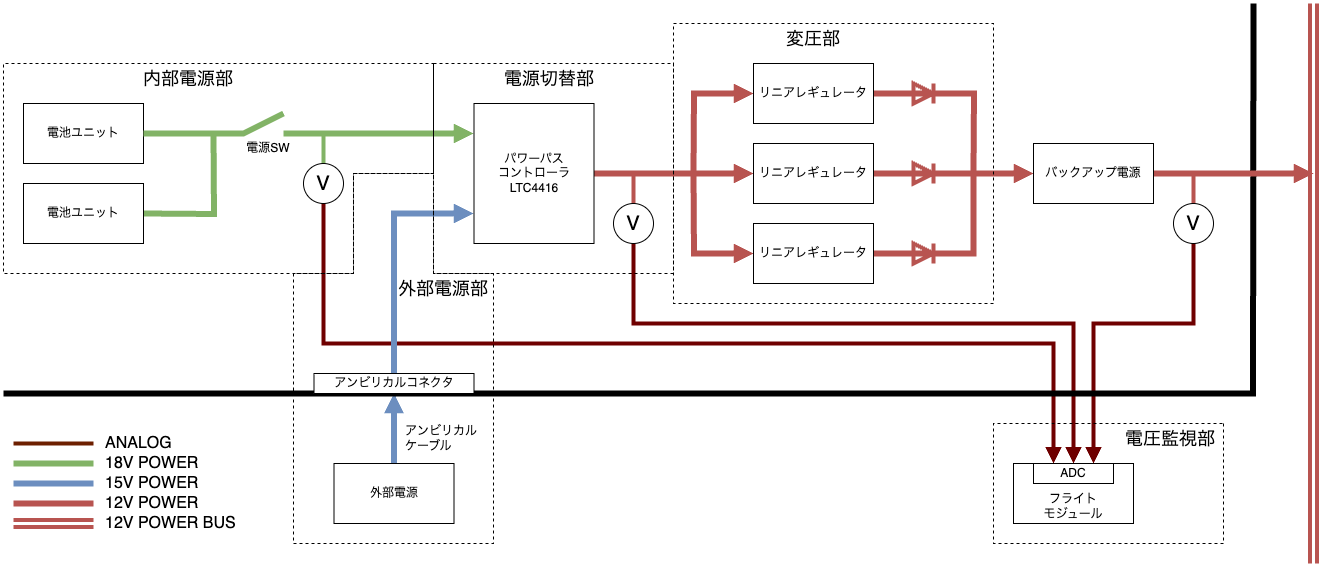 変圧部
内部電源部
電源切替部
電池ユニット
電源SW
電池ユニット
V
パワーパス
コントローラ
LTC4416
V
リニアレギュレータ
リニアレギュレータ
リニアレギュレータ
バックアップ電源
V
外部電源部
アンビリカルコネクタ
アンビリカル
ケーブル
外部電源
電圧監視部
ADC
フライト
モジュール
ANALOG
18V POWER
15V POWER
12V POWER
12V POWER BUS